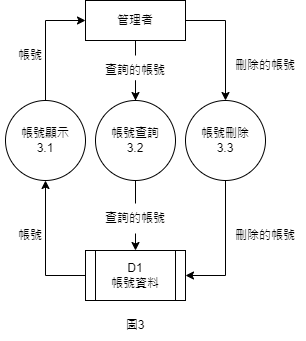 管理者
帳號
查詢的帳號
刪除的帳號
帳號顯示
3.1
帳號查詢
3.2
帳號刪除
3.3
帳號
查詢的帳號
刪除的帳號
D1
帳號資料
圖3